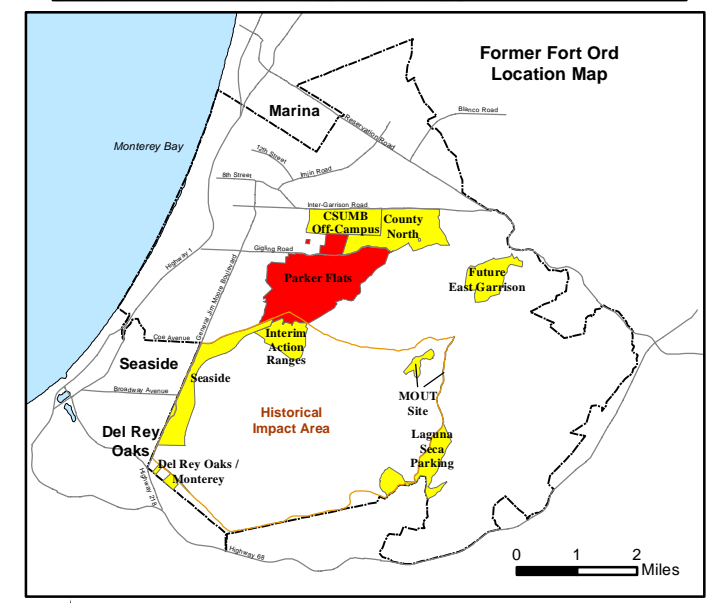 Former Fort Ord
Location Map
Marina
Blanco Road
Reservation Road
Monterey Bay
12th Street
Imjin Road
8th Street
Inter-Garrison Road
CSUMB
Off-Campus
County
North
Gigling Road
Highway 1
General Jim Moore Boulevard
Parker Flats
Future
East Garrison
Coe Avenue
Interim
Action
Ranges
Seaside
Seaside
Broadway Avenue
MOUT
Site
Historical
Impact Area
Del Rey
Oaks
Laguna
Seca
Parking
Del Rey Oaks /
Monterey
Highway 218
Highway 68
0 1 2
Miles